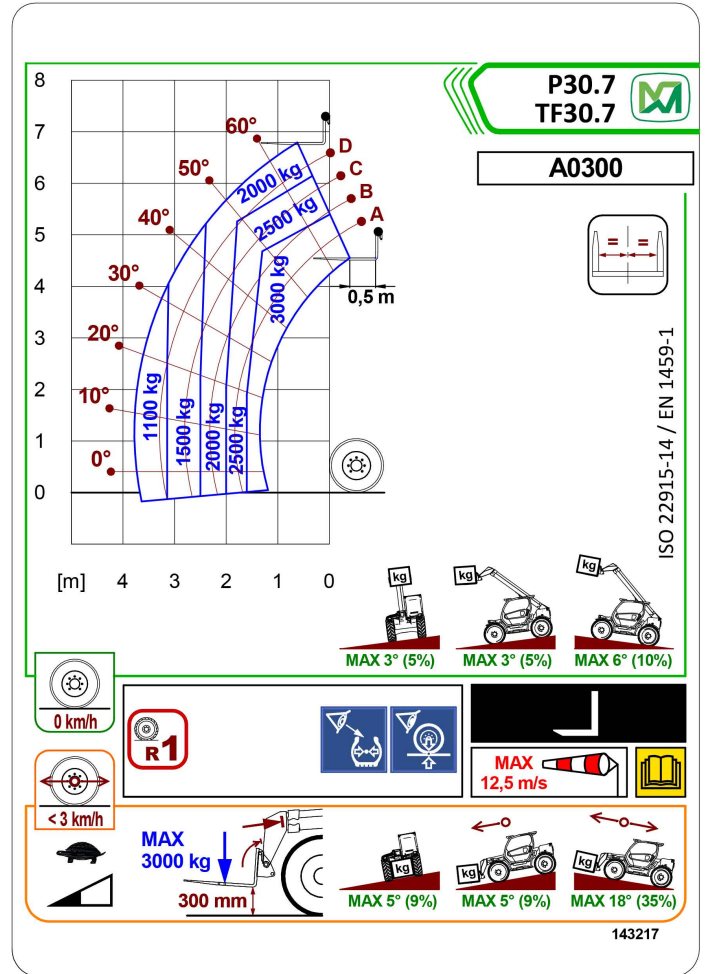 P30.7
TF30.7
A0300
8
7
6
5
4
3
2
1
0
60°
50°
40°
30°
20°
10°
0°
D
C
B
A
2000 kg
2500 kg
3000 kg
0,5 m
1100 kg
1500 kg
2000 kg
2500 kg
[m] 4 3 2 1 0
= =
ISO 22915-14 / EN 1459-1
kg
kg
kg
MAX 3° (5%)
MAX 3° (5%)
MAX 6° (10%)
0 km/h
R1
MAX
12,5 m/s
< 3 km/h
MAX
3000 kg
300 mm
kg
kg
kg
MAX 5° (9%)
MAX 5° (9%)
MAX 18° (35%)
143217